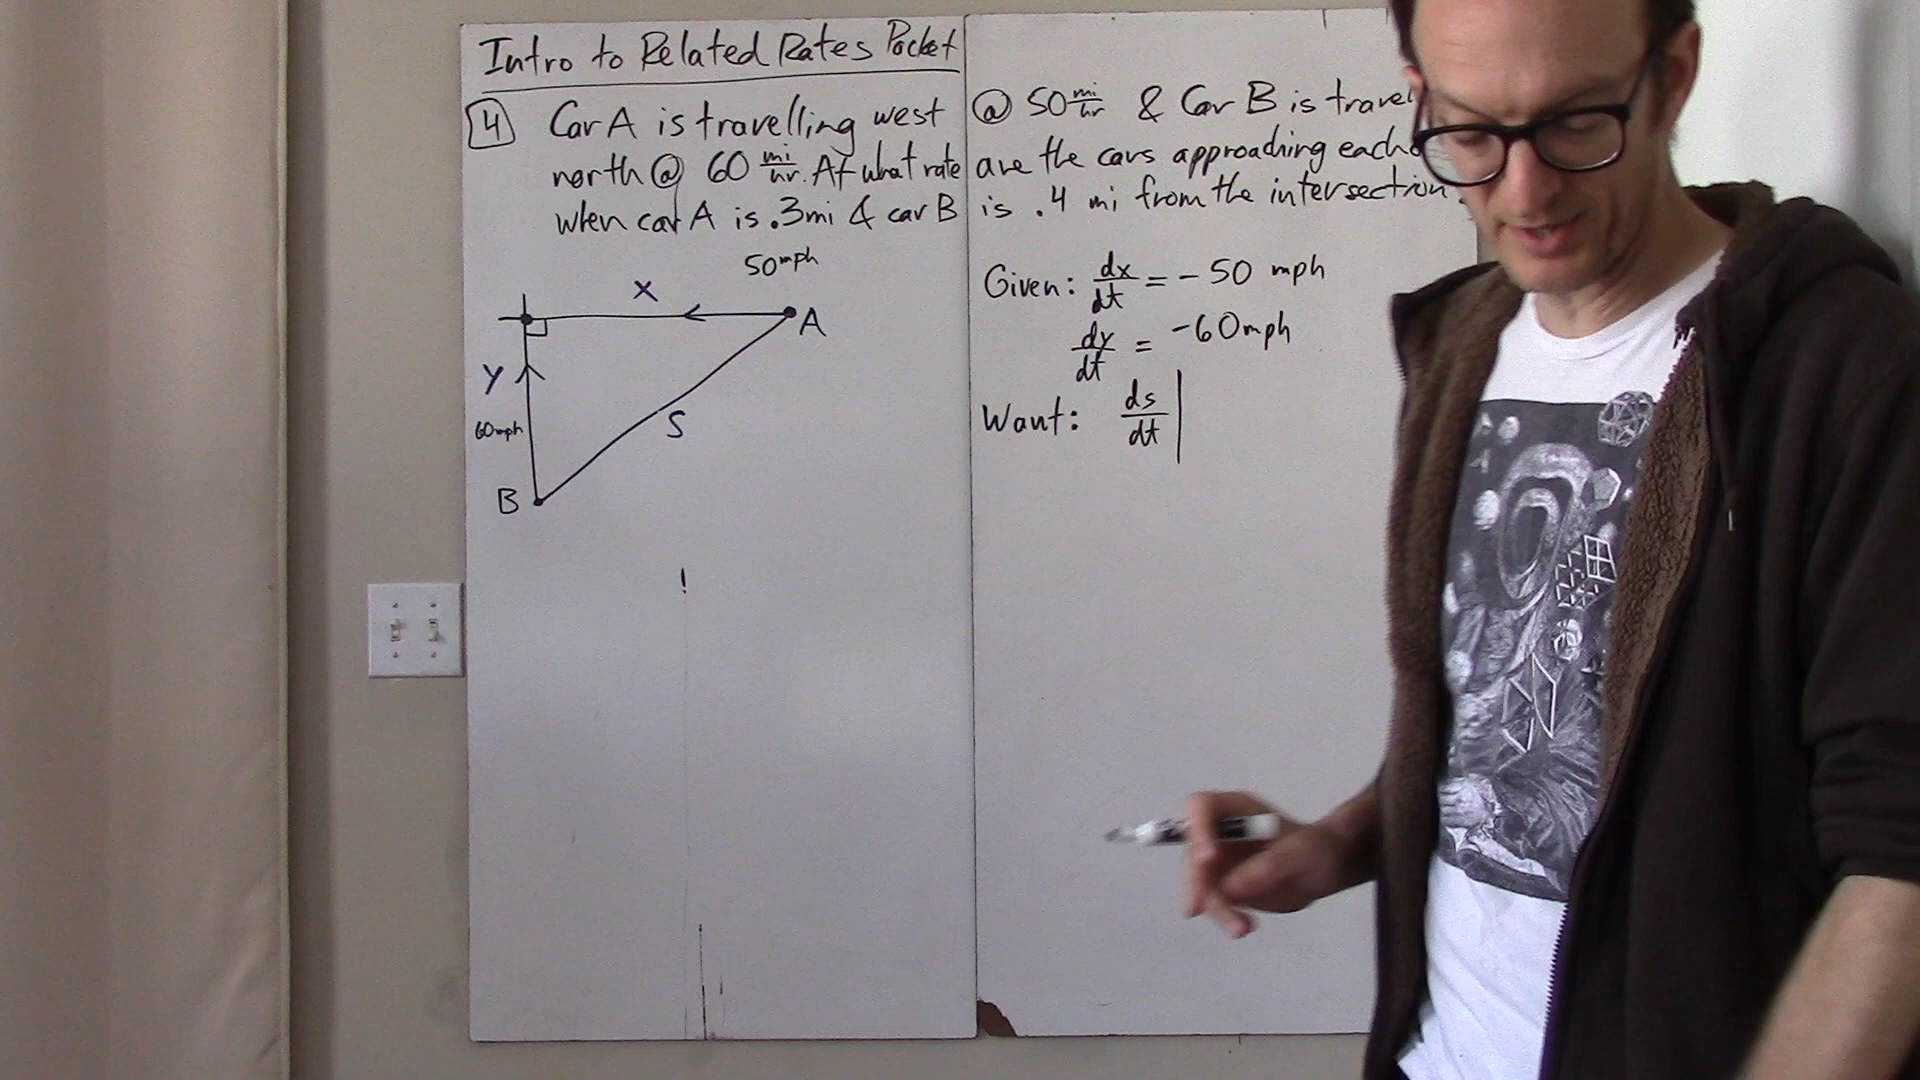 Intro to Related Rates Packet
4 Car A is travelling west @ 50 mi/hr & Car B is travel
north @ 60 mi/hr. At what rate are the cars approaching each
when car A is .3mi & car B is .4 mi from the intersection
50mph
X
A
Y
60mph
S
B
Given: dx/dt = - 50 mph
dy/dt = -60mph
Want: ds/dt |